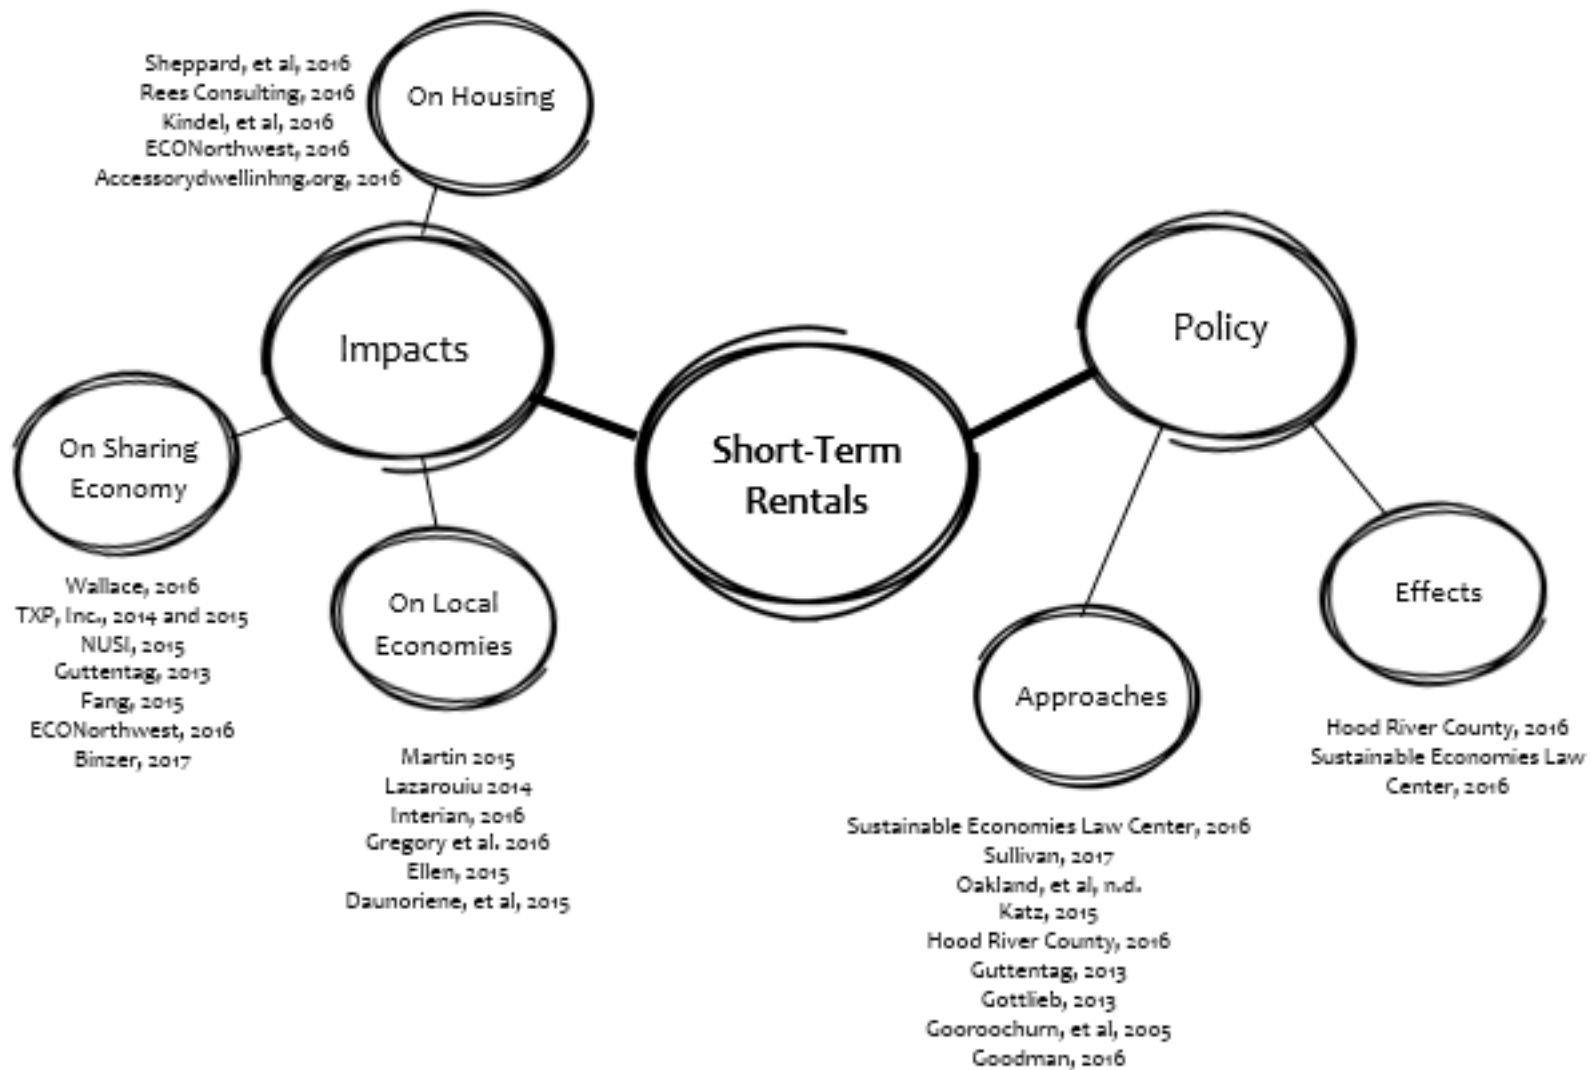 Sheppard, et al, 2016
Rees Consulting, 2016
Kindel, et al, 2016
ECONorthwest, 2016
Accessorydwellinhng.org, 2016
On Housing
Impacts
Policy
Short-Term
Rentals
On Sharing
Economy
Wallace, 2016
TXP, Inc., 2014 and 2015
NUSI, 2015
Guttentag, 2013
Fang, 2015
ECONorthwest, 2016
Binzer, 2017
On Local
Economies
Martin 2015
Lazarouiu 2014
Interian, 2016
Gregory et al. 2016
Ellen, 2015
Daunoriene, et al, 2015
Approaches
Sustainable Economies Law Center, 2016
Sullivan, 2017
Oakland, et al, n.d.
Katz, 2015
Hood River County, 2016
Guttentag, 2013
Gottlieb, 2013
Gooroochurn, et al, 2005
Goodman, 2016
Effects
Hood River County, 2016
Sustainable Economies Law
Center, 2016